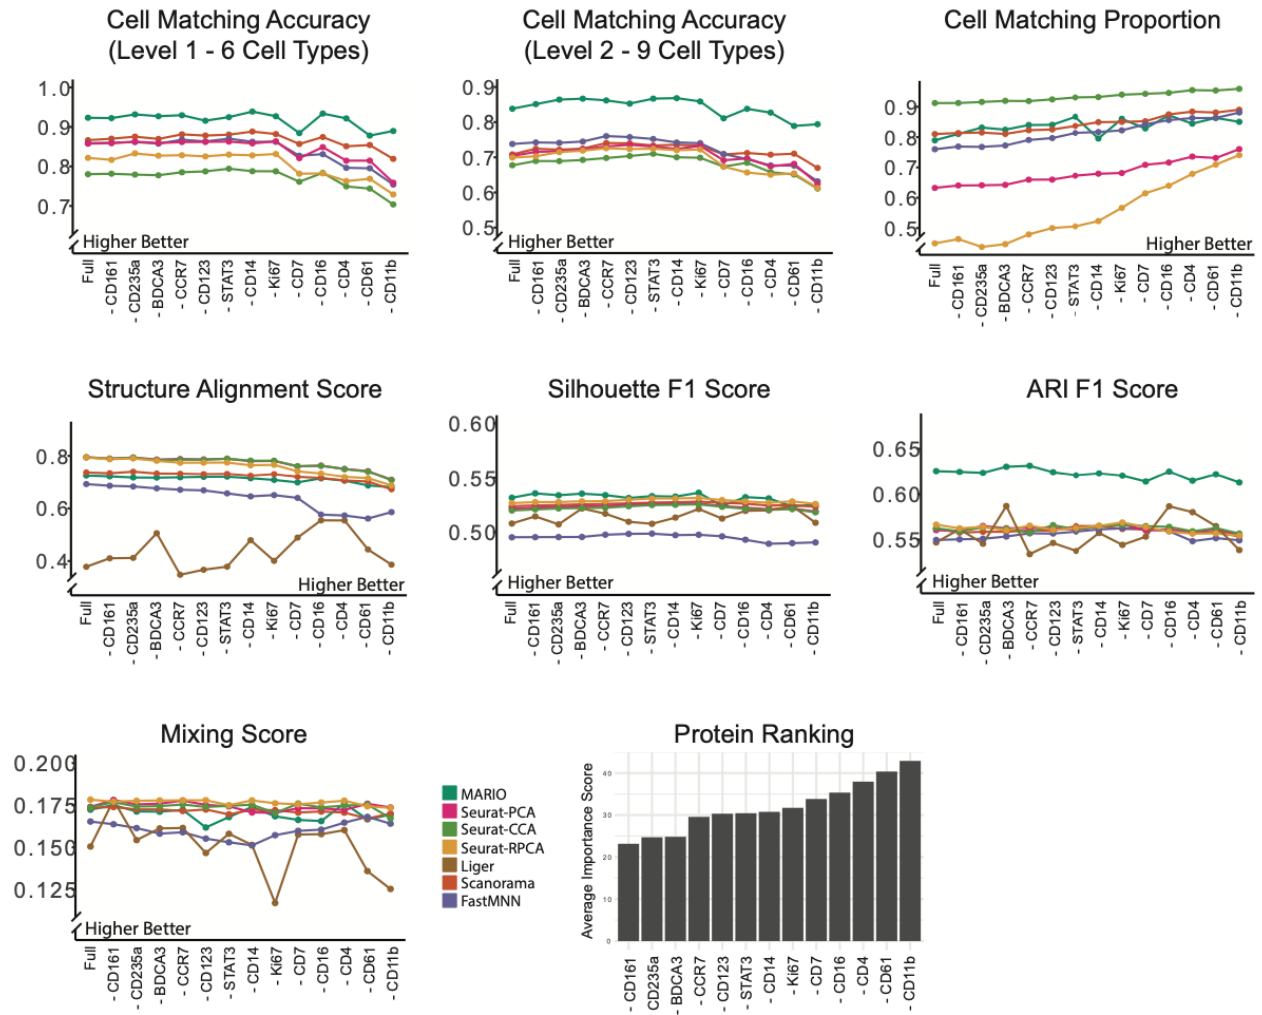 Cell Matching Accuracy
(Level 1 - 6 Cell Types)
1.0
0.9
0.8
0.7
Higher Better
Full
- CD161
- CD235a
- BDCA3
- CCR7
- CD123
- STAT3
- CD14
- Ki67
- CD7
- CD16
- CD4
- CD61
- CD11b
Cell Matching Accuracy
(Level 2 - 9 Cell Types)
0.9
0.8
0.7
0.6
0.5
Higher Better
Full
- CD161
- CD235a
- BDCA3
- CCR7
- CD123
- STAT3
- CD14
- Ki67
- CD7
- CD16
- CD4
- CD61
- CD11b
Cell Matching Proportion
0.9
0.8
0.7
0.6
0.5
Higher Better
Full
- CD161
- CD235a
- BDCA3
- CCR7
- CD123
- STAT3
- CD14
- Ki67
- CD7
- CD16
- CD4
- CD61
- CD11b
Structure Alignment Score
0.8
0.6
0.4
Higher Better
Full
- CD161
- CD235a
- BDCA3
- CCR7
- CD123
- STAT3
- CD14
- Ki67
- CD7
- CD16
- CD4
- CD61
- CD11b
Silhouette F1 Score
0.60
0.55
0.50
Higher Better
Full
- CD161
- CD235a
- BDCA3
- CCR7
- CD123
- STAT3
- CD14
- Ki67
- CD7
- CD16
- CD4
- CD61
- CD11b
ARI F1 Score
0.65
0.60
0.55
Higher Better
Full
- CD161
- CD235a
- BDCA3
- CCR7
- CD123
- STAT3
- CD14
- Ki67
- CD7
- CD16
- CD4
- CD61
- CD11b
Mixing Score
0.200
0.175
0.150
0.125
Higher Better
Full
- CD161
- CD235a
- BDCA3
- CCR7
- CD123
- STAT3
- CD14
- Ki67
- CD7
- CD16
- CD4
- CD61
- CD11b
MARIO
Seurat-PCA
Seurat-CCA
Seurat-RPCA
Liger
Scanorama
FastMNN
Protein Ranking
Average Importance Score
40
30
20
10
0
- CD161
CD235a
- BDCA3
- CCR7
- CD123
- STAT3
- CD14
- Ki67
- CD7
- CD16
- CD4
- CD61
- CD11b